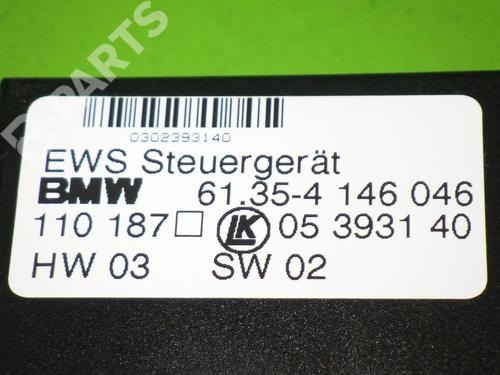 B-PARTS
0302393140
EWS Steuergerät
BMW 61.35-4 146 046
110 187 LK 05 3931 40
HW 03 SW 02